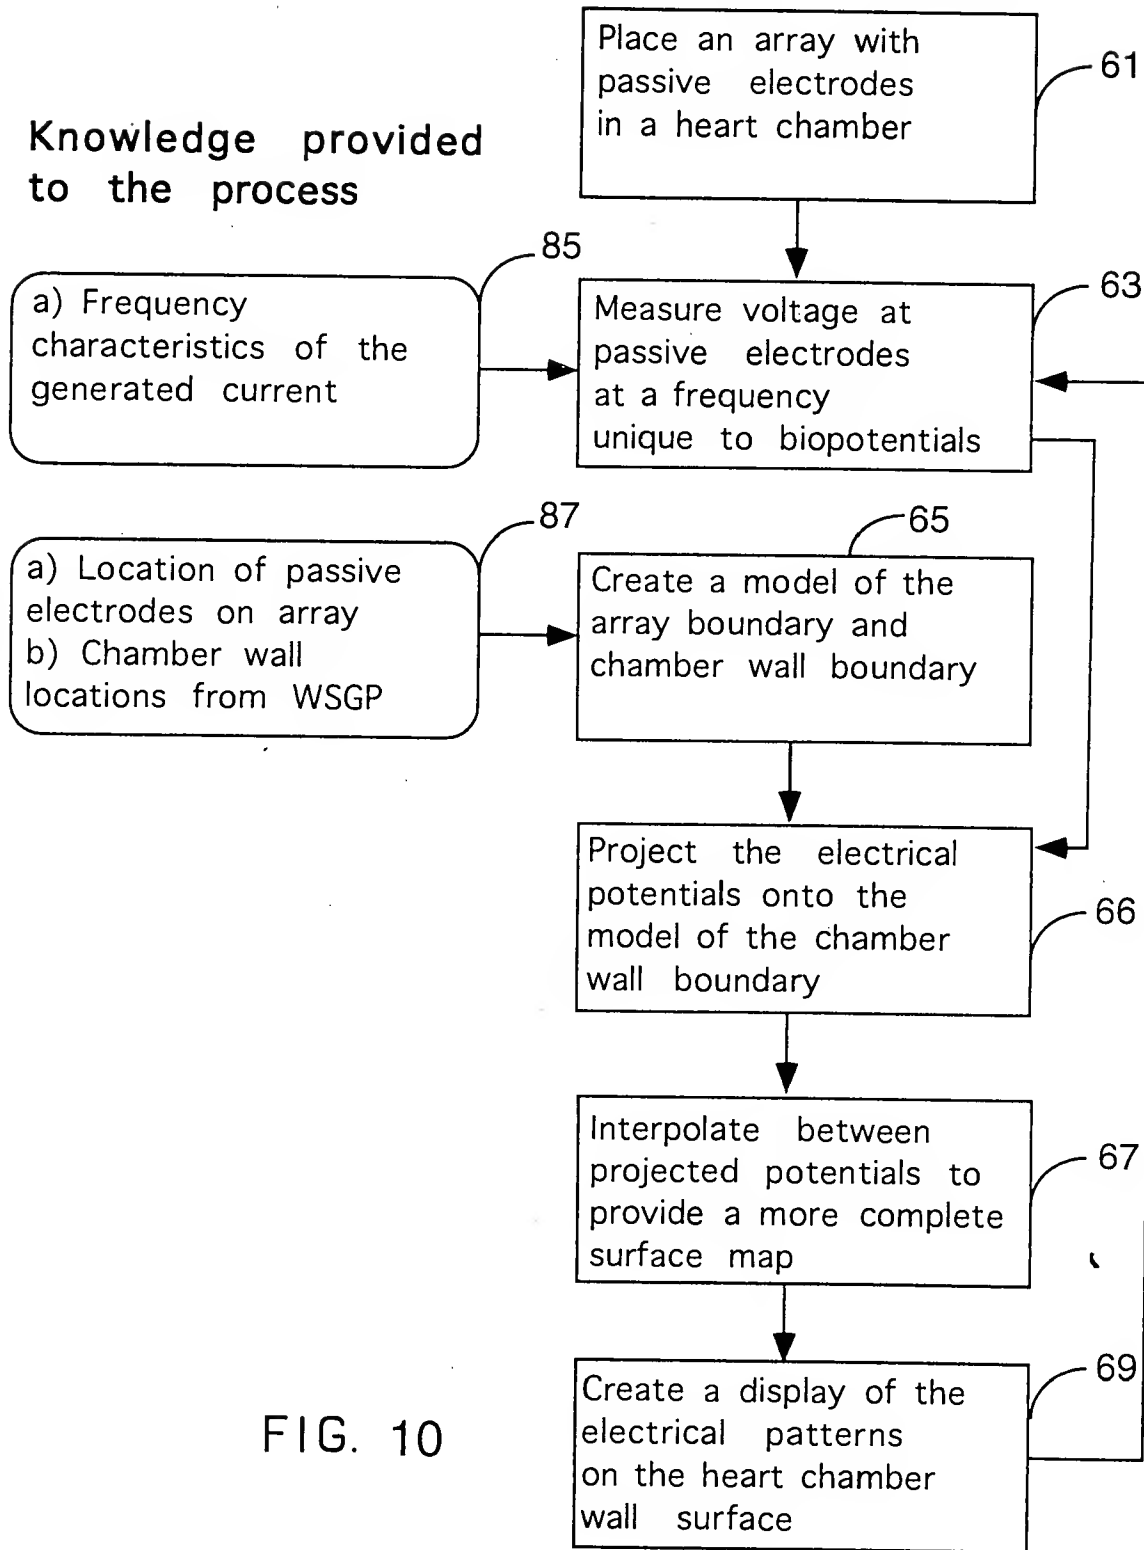 Place an array with
passive electrodes
in a heart chamber
61
Knowledge provided
to the process
85
a) Frequency
characteristics of the
generated current
63
Measure voltage at
passive electrodes
at a frequency
unique to biopotentials
87
a) Location of passive
electrodes on array
b) Chamber wall
locations from WSGP
65
Create a model of the
array boundary and
chamber wall boundary
Project the electrical
potentials onto the
model of the chamber
wall boundary
66
Interpolate between
projected potentials to
provide a more complete
surface map
67
Create a display of the
electrical patterns
on the heart chamber
wall surface
69
FIG. 10